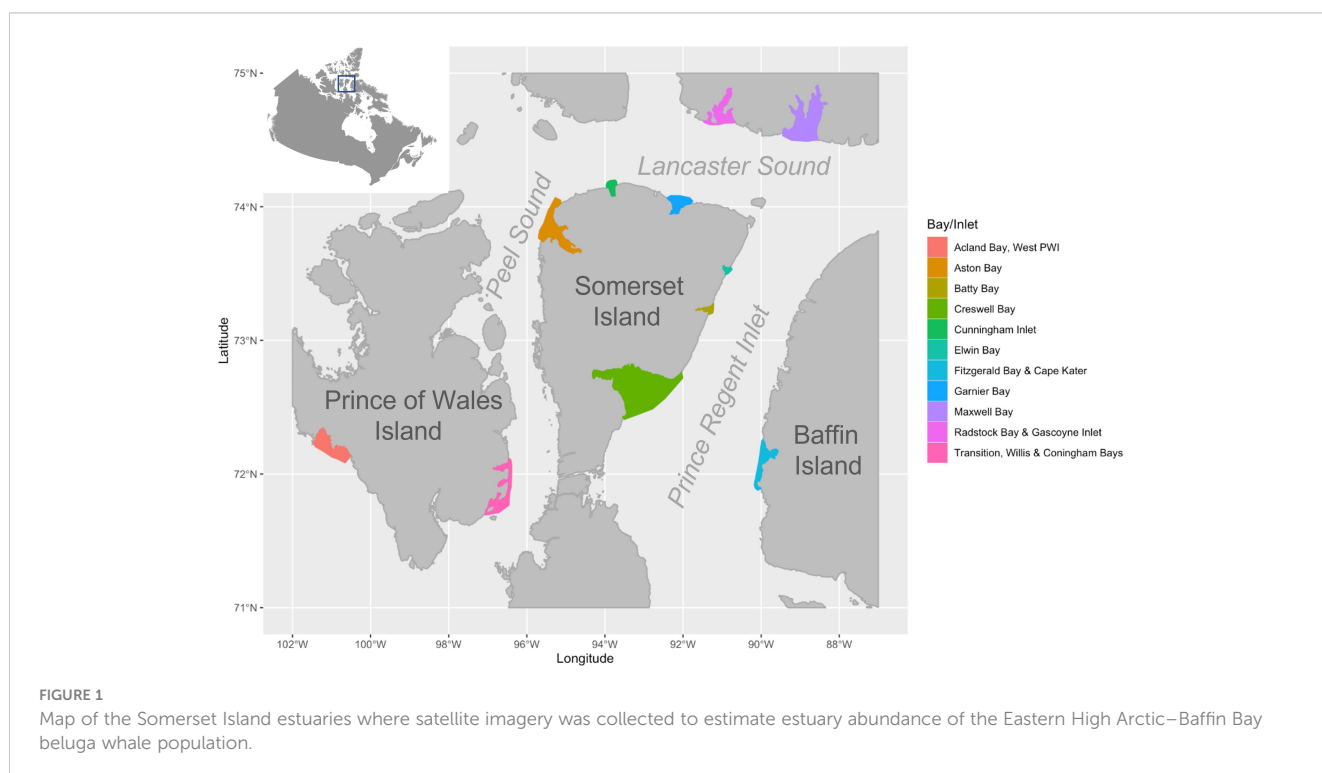 75°N
74°N
73°N
72°N
71°N
Latitude
102°W 100°W 98°W 96°W 94°W 92°W 90°W 88°W
Longitude
Lancaster Sound
Peel Sound
Somerset
Island
Prince Regent Inlet
Prince of Wales
Island
Baffin
Island
Bay/Inlet
Acland Bay, West PWI
Aston Bay
Batty Bay
Creswell Bay
Cunningham Inlet
Elwin Bay
Fitzgerald Bay & Cape Kater
Garnier Bay
Maxwell Bay
Radstock Bay & Gascoyne Inlet
Transition, Willis & Coningham Bays
FIGURE 1
Map of the Somerset Island estuaries where satellite imagery was collected to estimate estuary abundance of the Eastern High Arctic–Baffin Bay
beluga whale population.